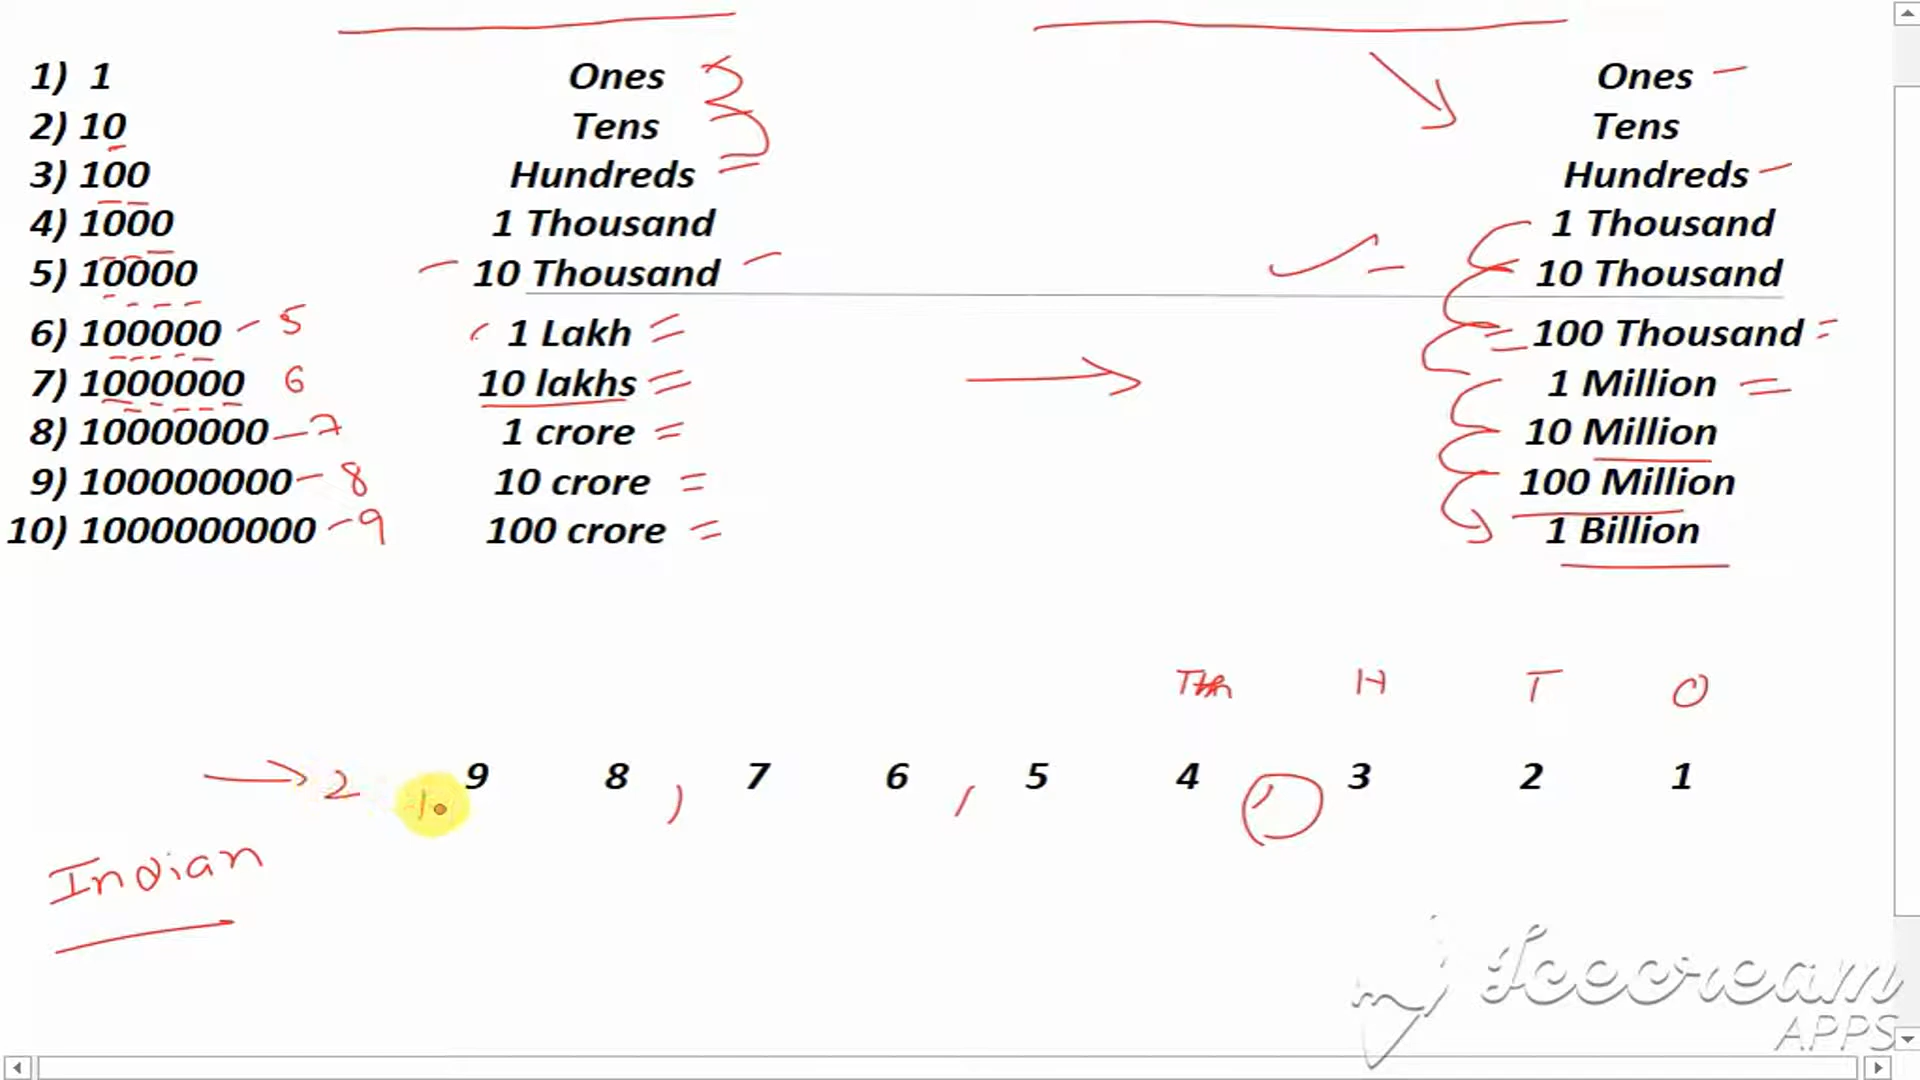 1) 1 Ones Ones
2) 10 Tens Tens
3) 100 Hundreds Hundreds
4) 1000 1 Thousand 1 Thousand
5) 10000 10 Thousand 10 Thousand
6) 100000 - 5 1 Lakh 100 Thousand
7) 1000000 6 10 lakhs 1 Million
8) 10000000 - 7 1 crore 10 Million
9) 100000000 - 8 10 crore 100 Million
10) 1000000000 - 9 100 crore 1 Billion
Th H T O
2 9 8 , 7 6 , 5 4 , 3 2 1
Indian
Icecream
APPS